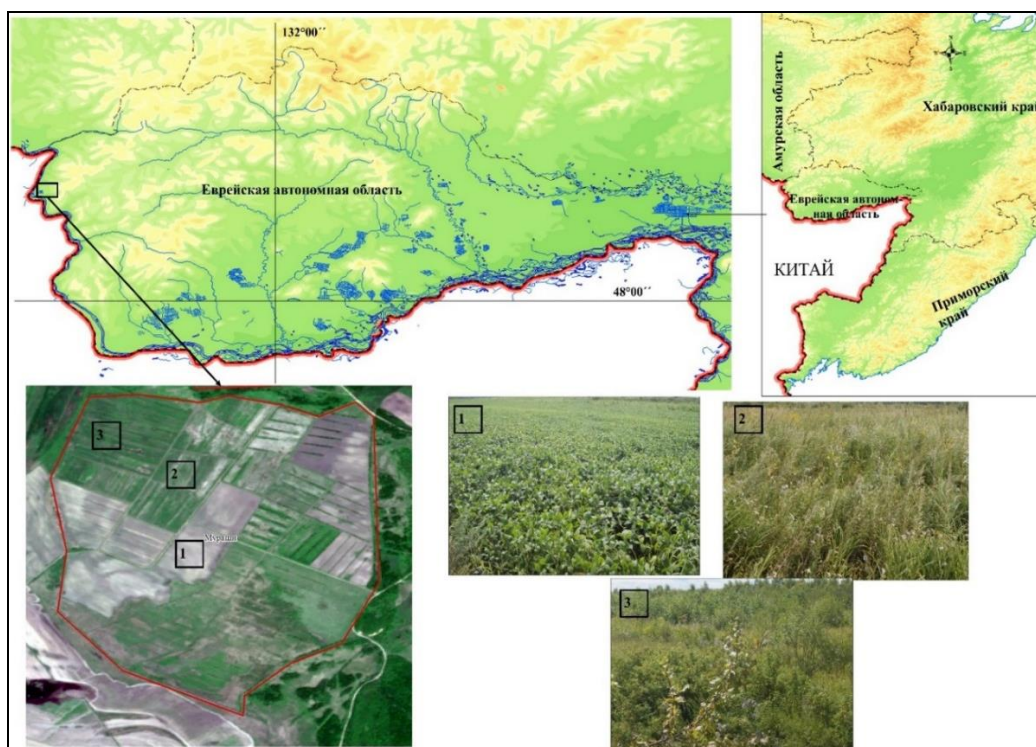 132°00´´
Еврейская автономная область
48°00´´
Амурская область
Хабаровский край
Еврейская автоном-
ная область
КИТАЙ
Приморский
край
3
2
1
1
2
3